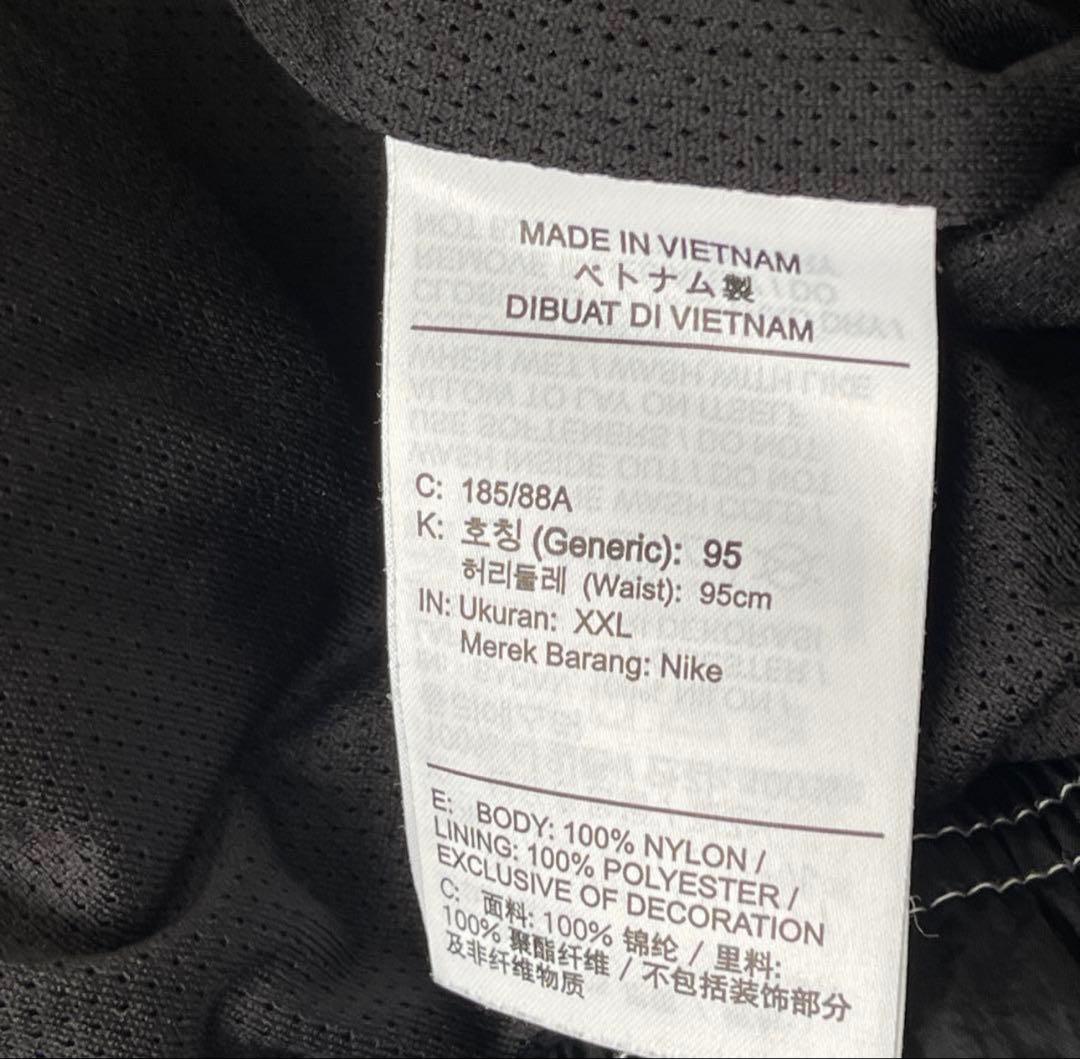 MADE IN VIETNAM
ベトナム製
DIBUAT DI VIETNAM
C: 185/88A
K: 호칭 (Generic): 95
허리둘레 (Waist): 95cm
IN: Ukuran: XXL
Merek Barang: Nike
E: BODY: 100% NYLON /
LINING: 100% POLYESTER /
EXCLUSIVE OF DECORATION
C: 面料: 100% 锦纶 / 里料:
100% 聚酯纤维 / 不包括装饰部分
及非纤维物质